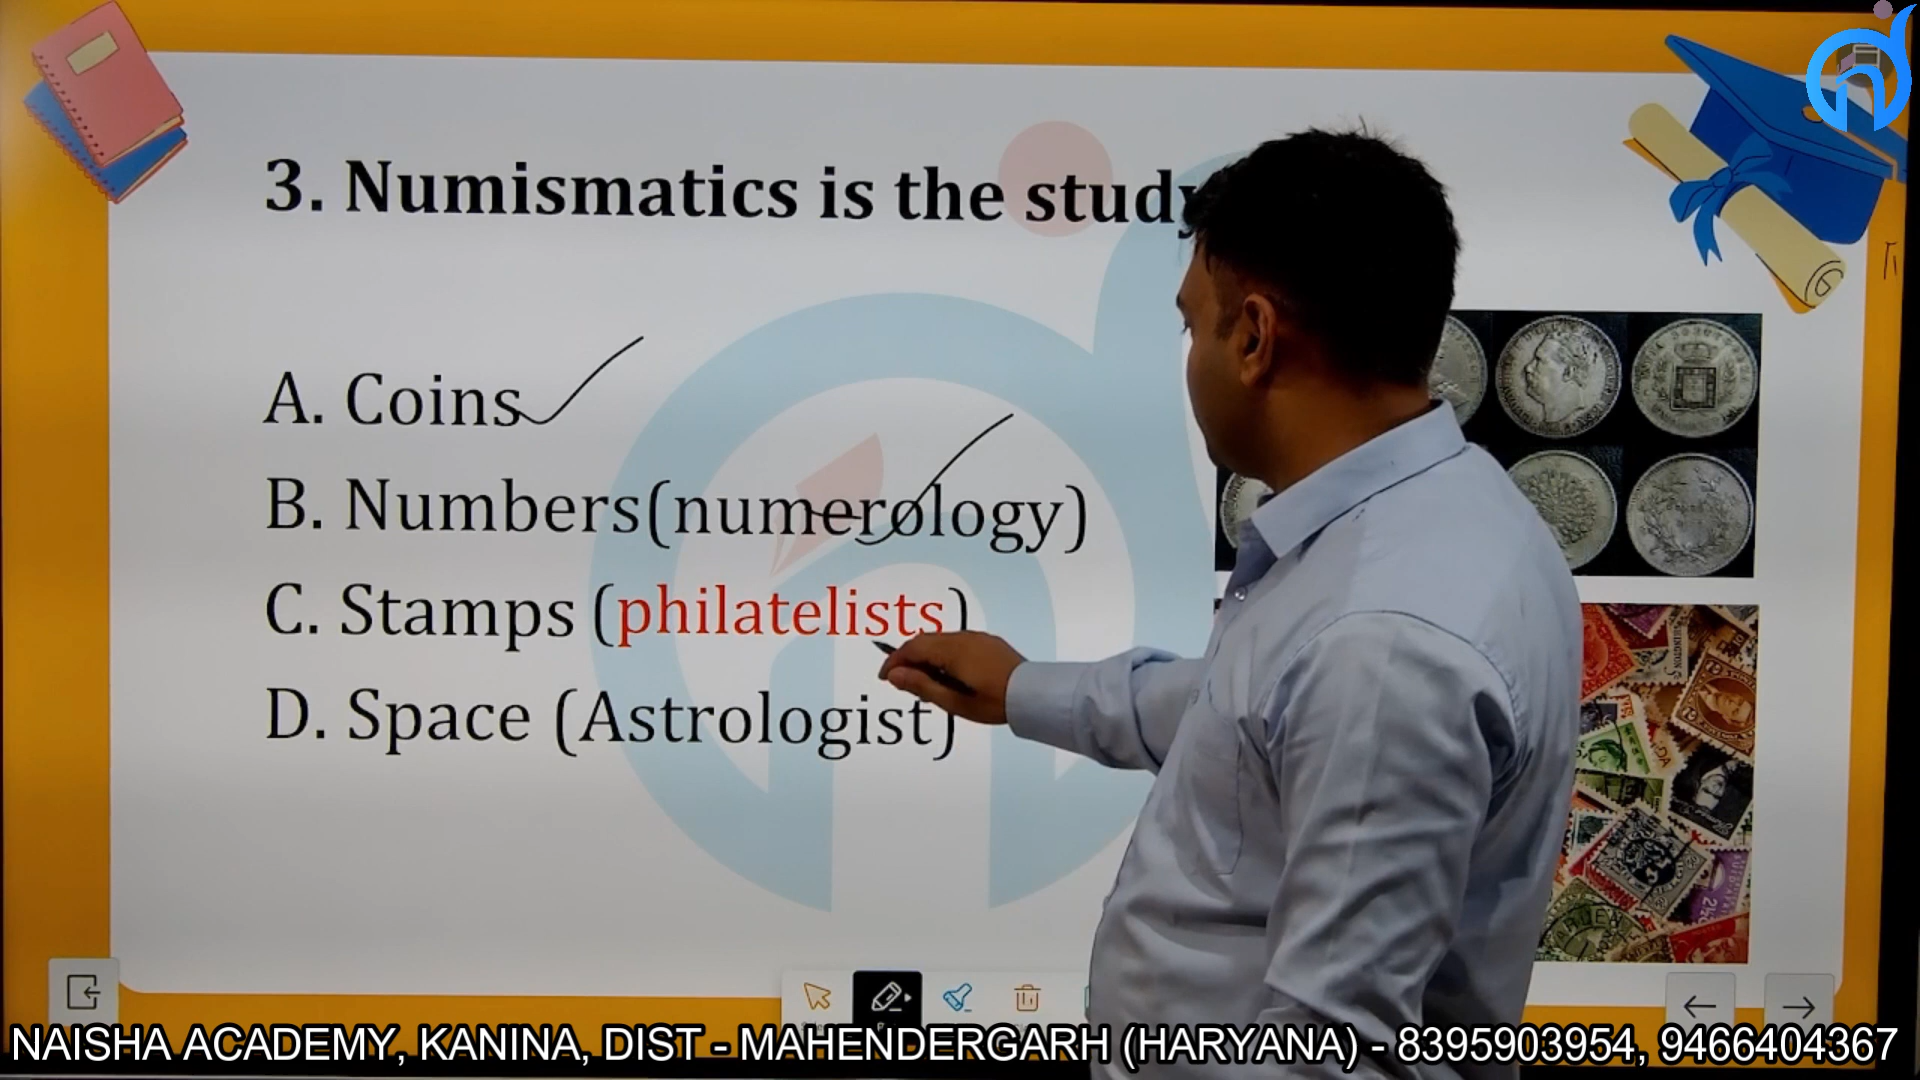 3. Numismatics is the study
A. Coins
B. Numbers(numerology)
C. Stamps (philatelists)
D. Space (Astrologist)
NAISHA ACADEMY, KANINA, DIST - MAHENDERGARH (HARYANA) - 8395903954, 9466404367